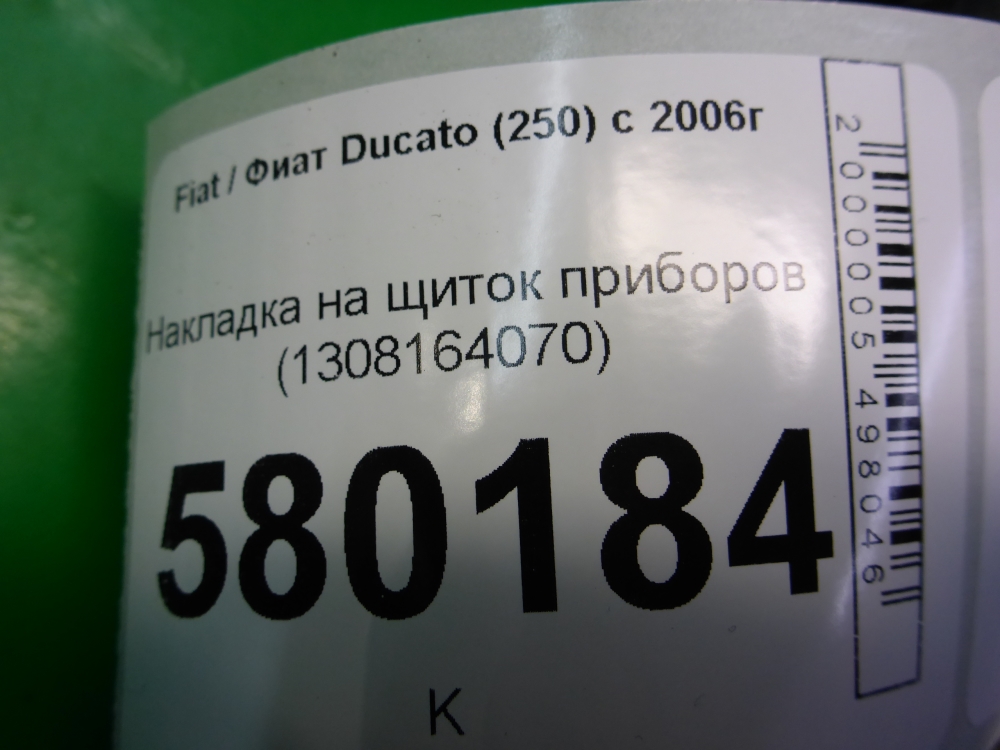 Fiat / Фиат Ducato (250) с 2006г
Накладка на щиток приборов
(1308164070)
580184
К
2000005498046